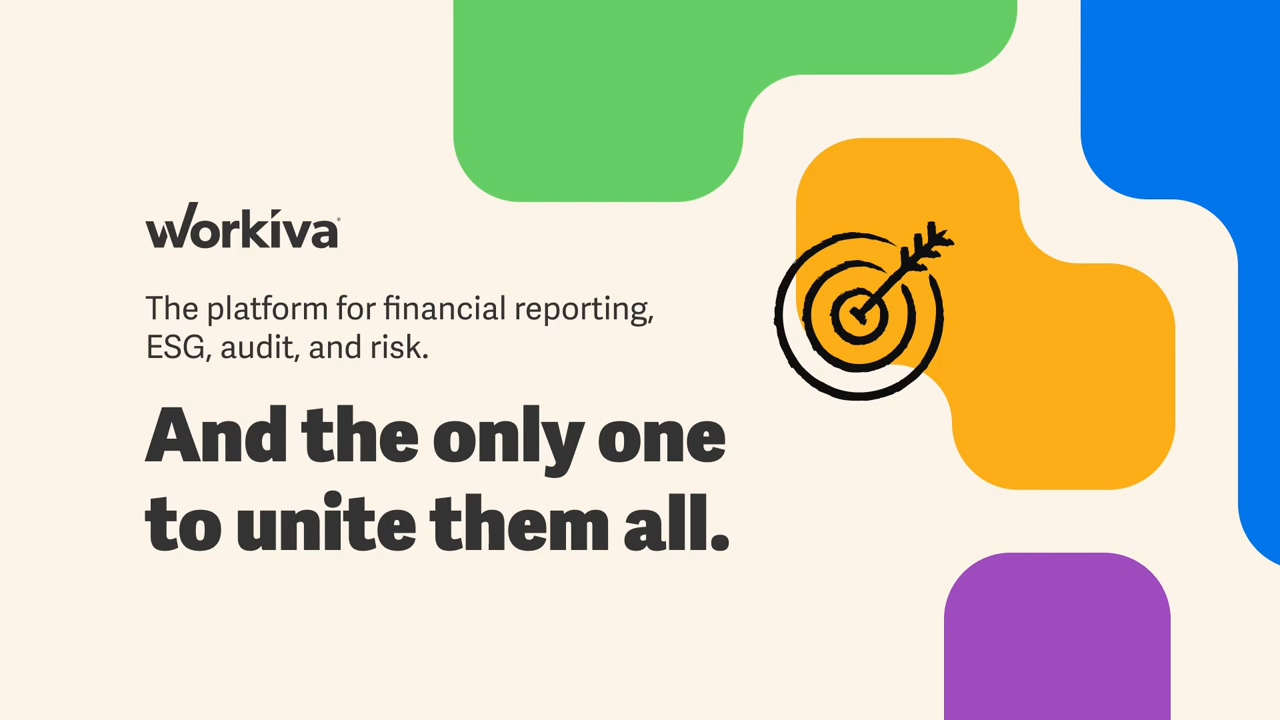 workiva®
The platform for financial reporting,
ESG, audit, and risk.
And the only one
to unite them all.